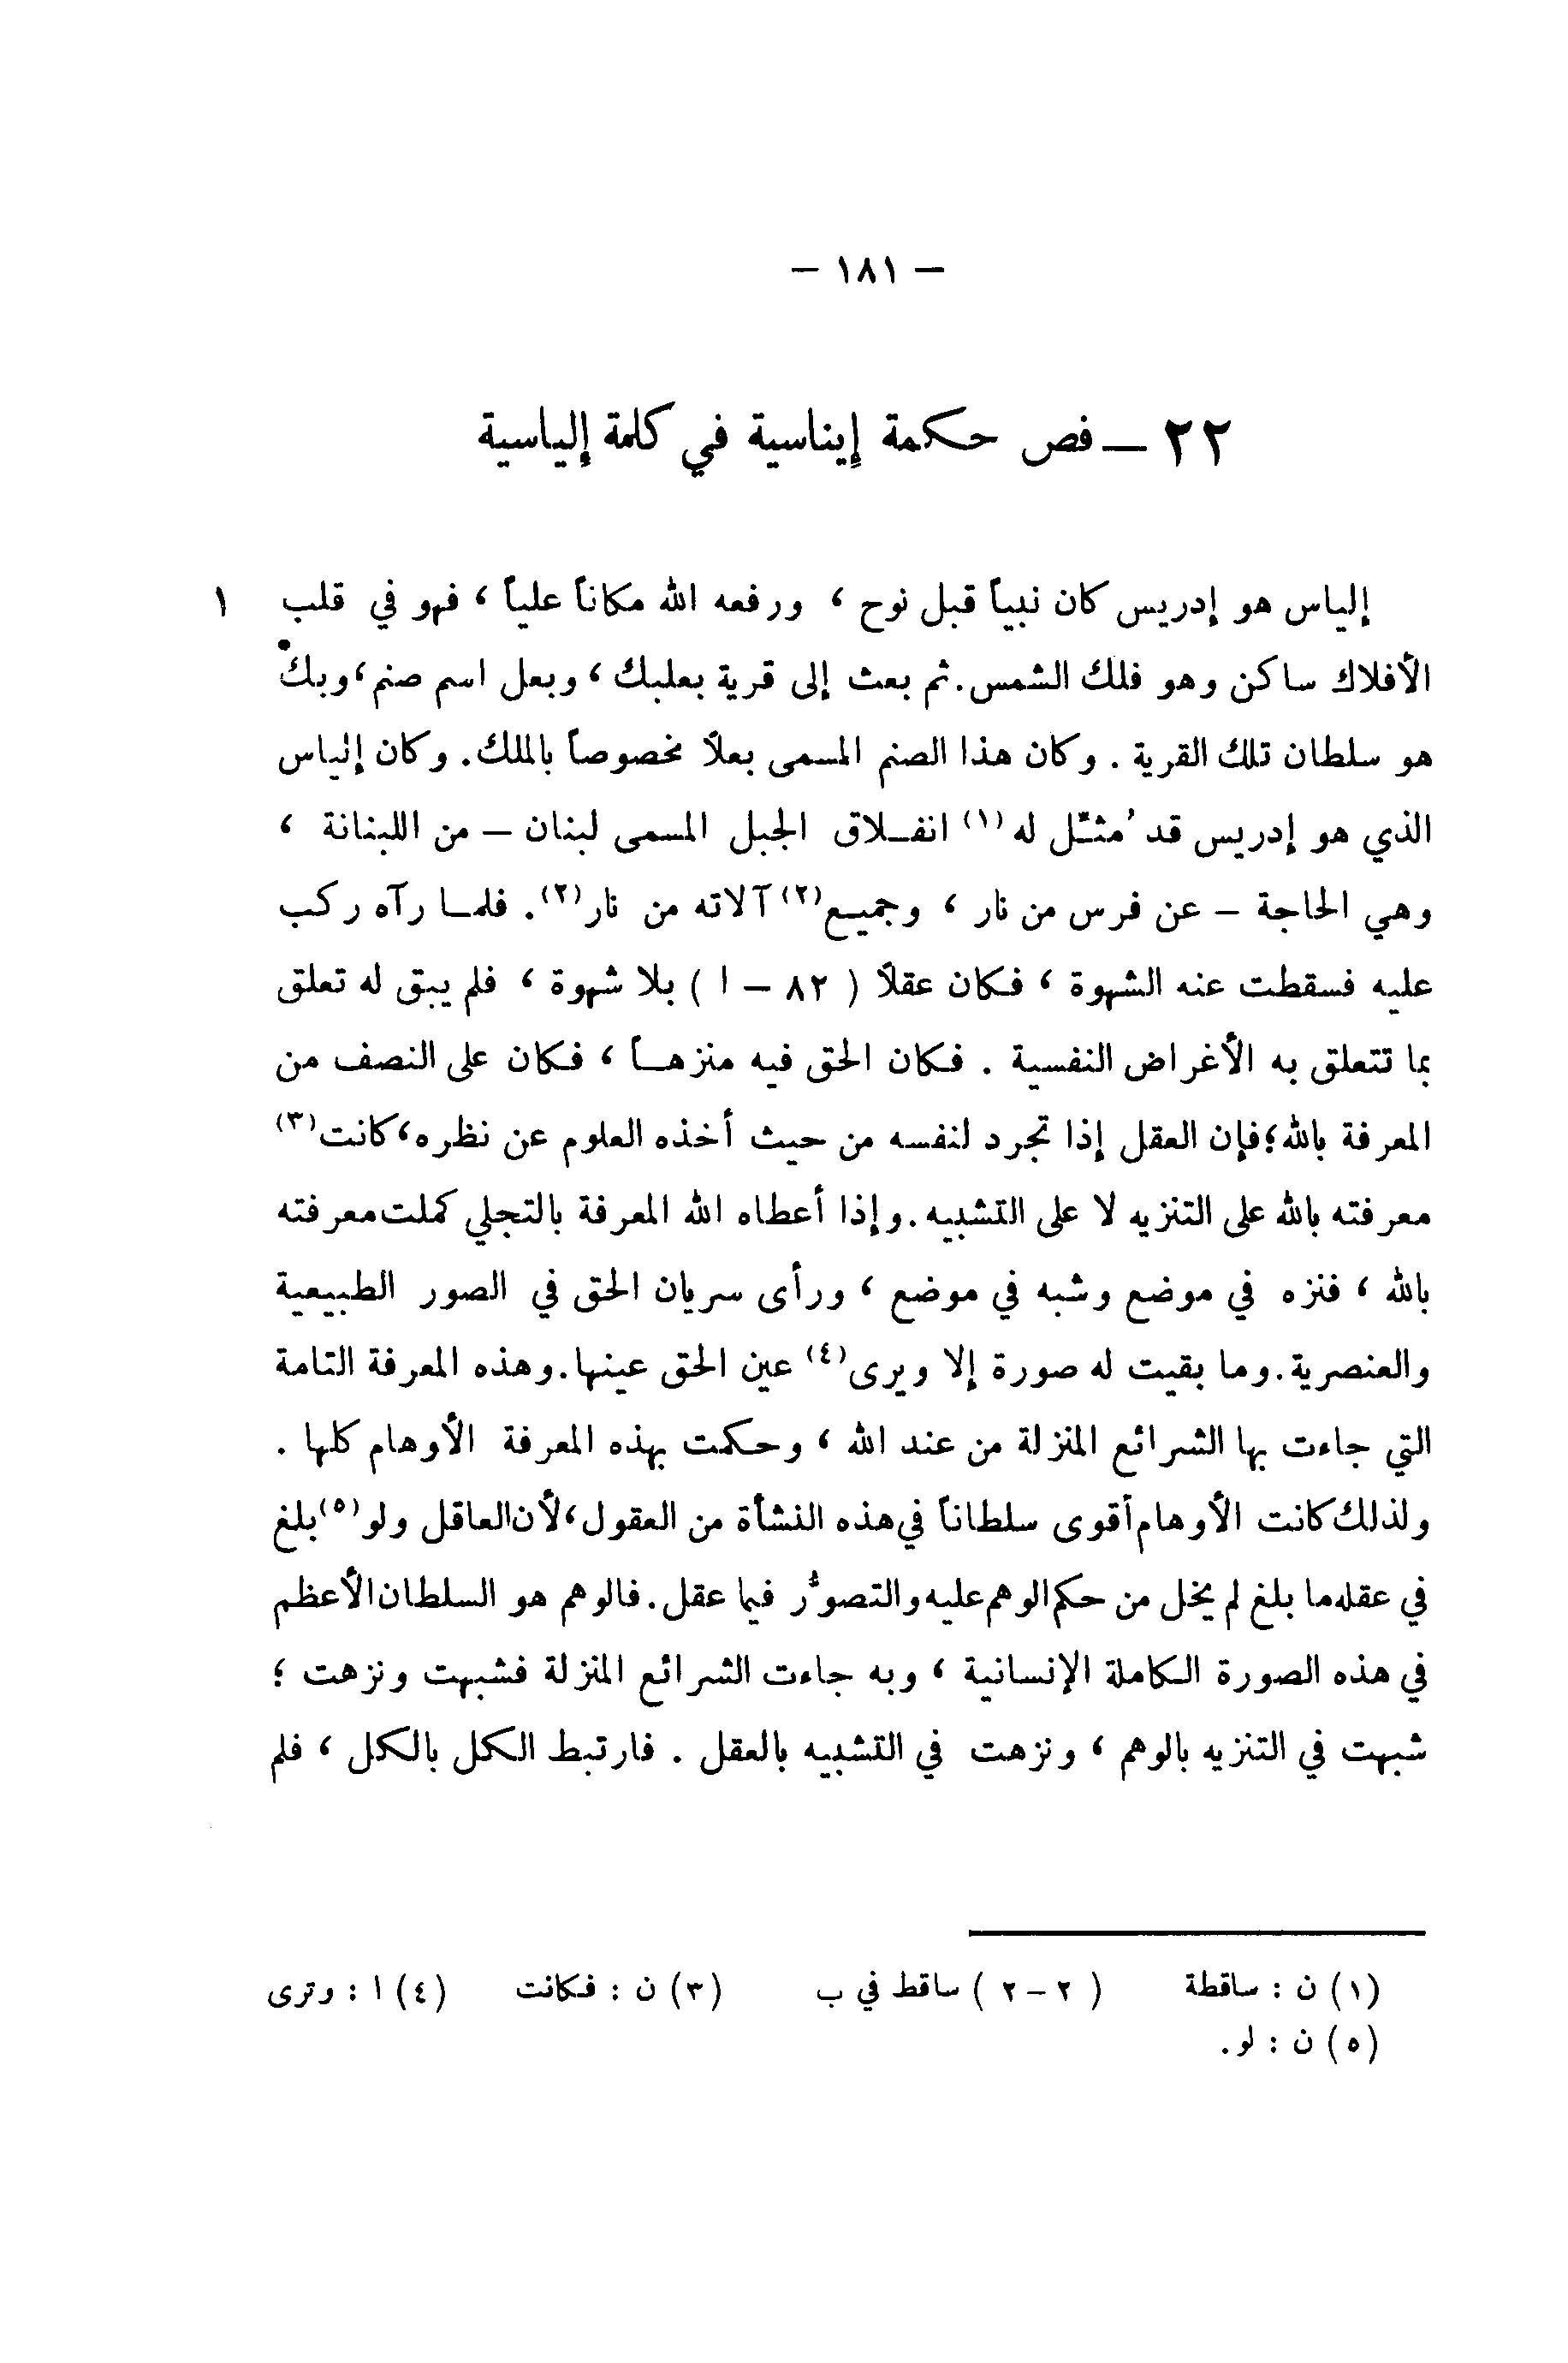 — ١٨١ —
٢٢ — فص حكمة إيناسية في كلمة إلياسية
إلياس هو إدريس كان نبياً قبل نوح ، ورفعه الله مكاناً علياً ، فهو في قلب ١
الأفلاك ساكن وهو فلك الشمس. ثم بعث إلى قرية بعلبك ، وبعل اسم صنم ، وبكّ
هو سلطان تلك القرية . وكان هذا الصنم المسمى بعلاً مخصوصاً بالملك. وكان إلياس
الذي هو إدريس قد مُثِّل له (١) انفـلاق الجبل المسمى لبنان – من اللبنانة ،
وهي الحاجة – عن فرس من نار ، وجميـع(٢) آلاته من نار(٢). فلمـا رآه ركب
عليه فسقطت عنه الشهوة ، فكان عقلاً ( ٨٢ – ا ) بلا شهوة ، فلم يبق له تعلق
بما تتعلق به الأغراض النفسية . فكان الحق فيه منزهـاً ، فكان على النصف من
المعرفة بالله؛ فإن العقل إذا تجرد لنفسه من حيث أخذه العلوم عن نظره، كانت(٣)
معرفته بالله على التنزيه لا على التشبيه. وإذا أعطاه الله المعرفة بالتجلي كملت معرفته
بالله ، فنزه في موضع وشبه في موضع ، ورأى سريان الحق في الصور الطبيعية
والعنصرية. وما بقيت له صورة إلا ويرى(٤) عين الحق عينها. وهذه المعرفة التامة
التي جاءت بها الشرائع المنزلة من عند الله ، وحكمت بهذه المعرفة الأوهام كلها .
ولذلك كانت الأوهام أقوى سلطاناً في هذه النشأة من العقول، لأن العاقل ولو(٥) بلغ
في عقله ما بلغ لم يخل من حكم الوهم عليه والتصوُّر فيما عقل. فالوهم هو السلطان الأعظم
في هذه الصورة الكاملة الإنسانية ، وبه جاءت الشرائع المنزلة فشبهت ونزهت ؛
شبهت في التنزيه بالوهم ، ونزهت في التشبيه بالعقل . فارتبط الكل بالكل ، فلم
(١) ن : ساقطة ( ٢ – ٢ ) ساقط في ب (٣) ن : فكانت (٤) ا : وترى
(٥) ن : لو .